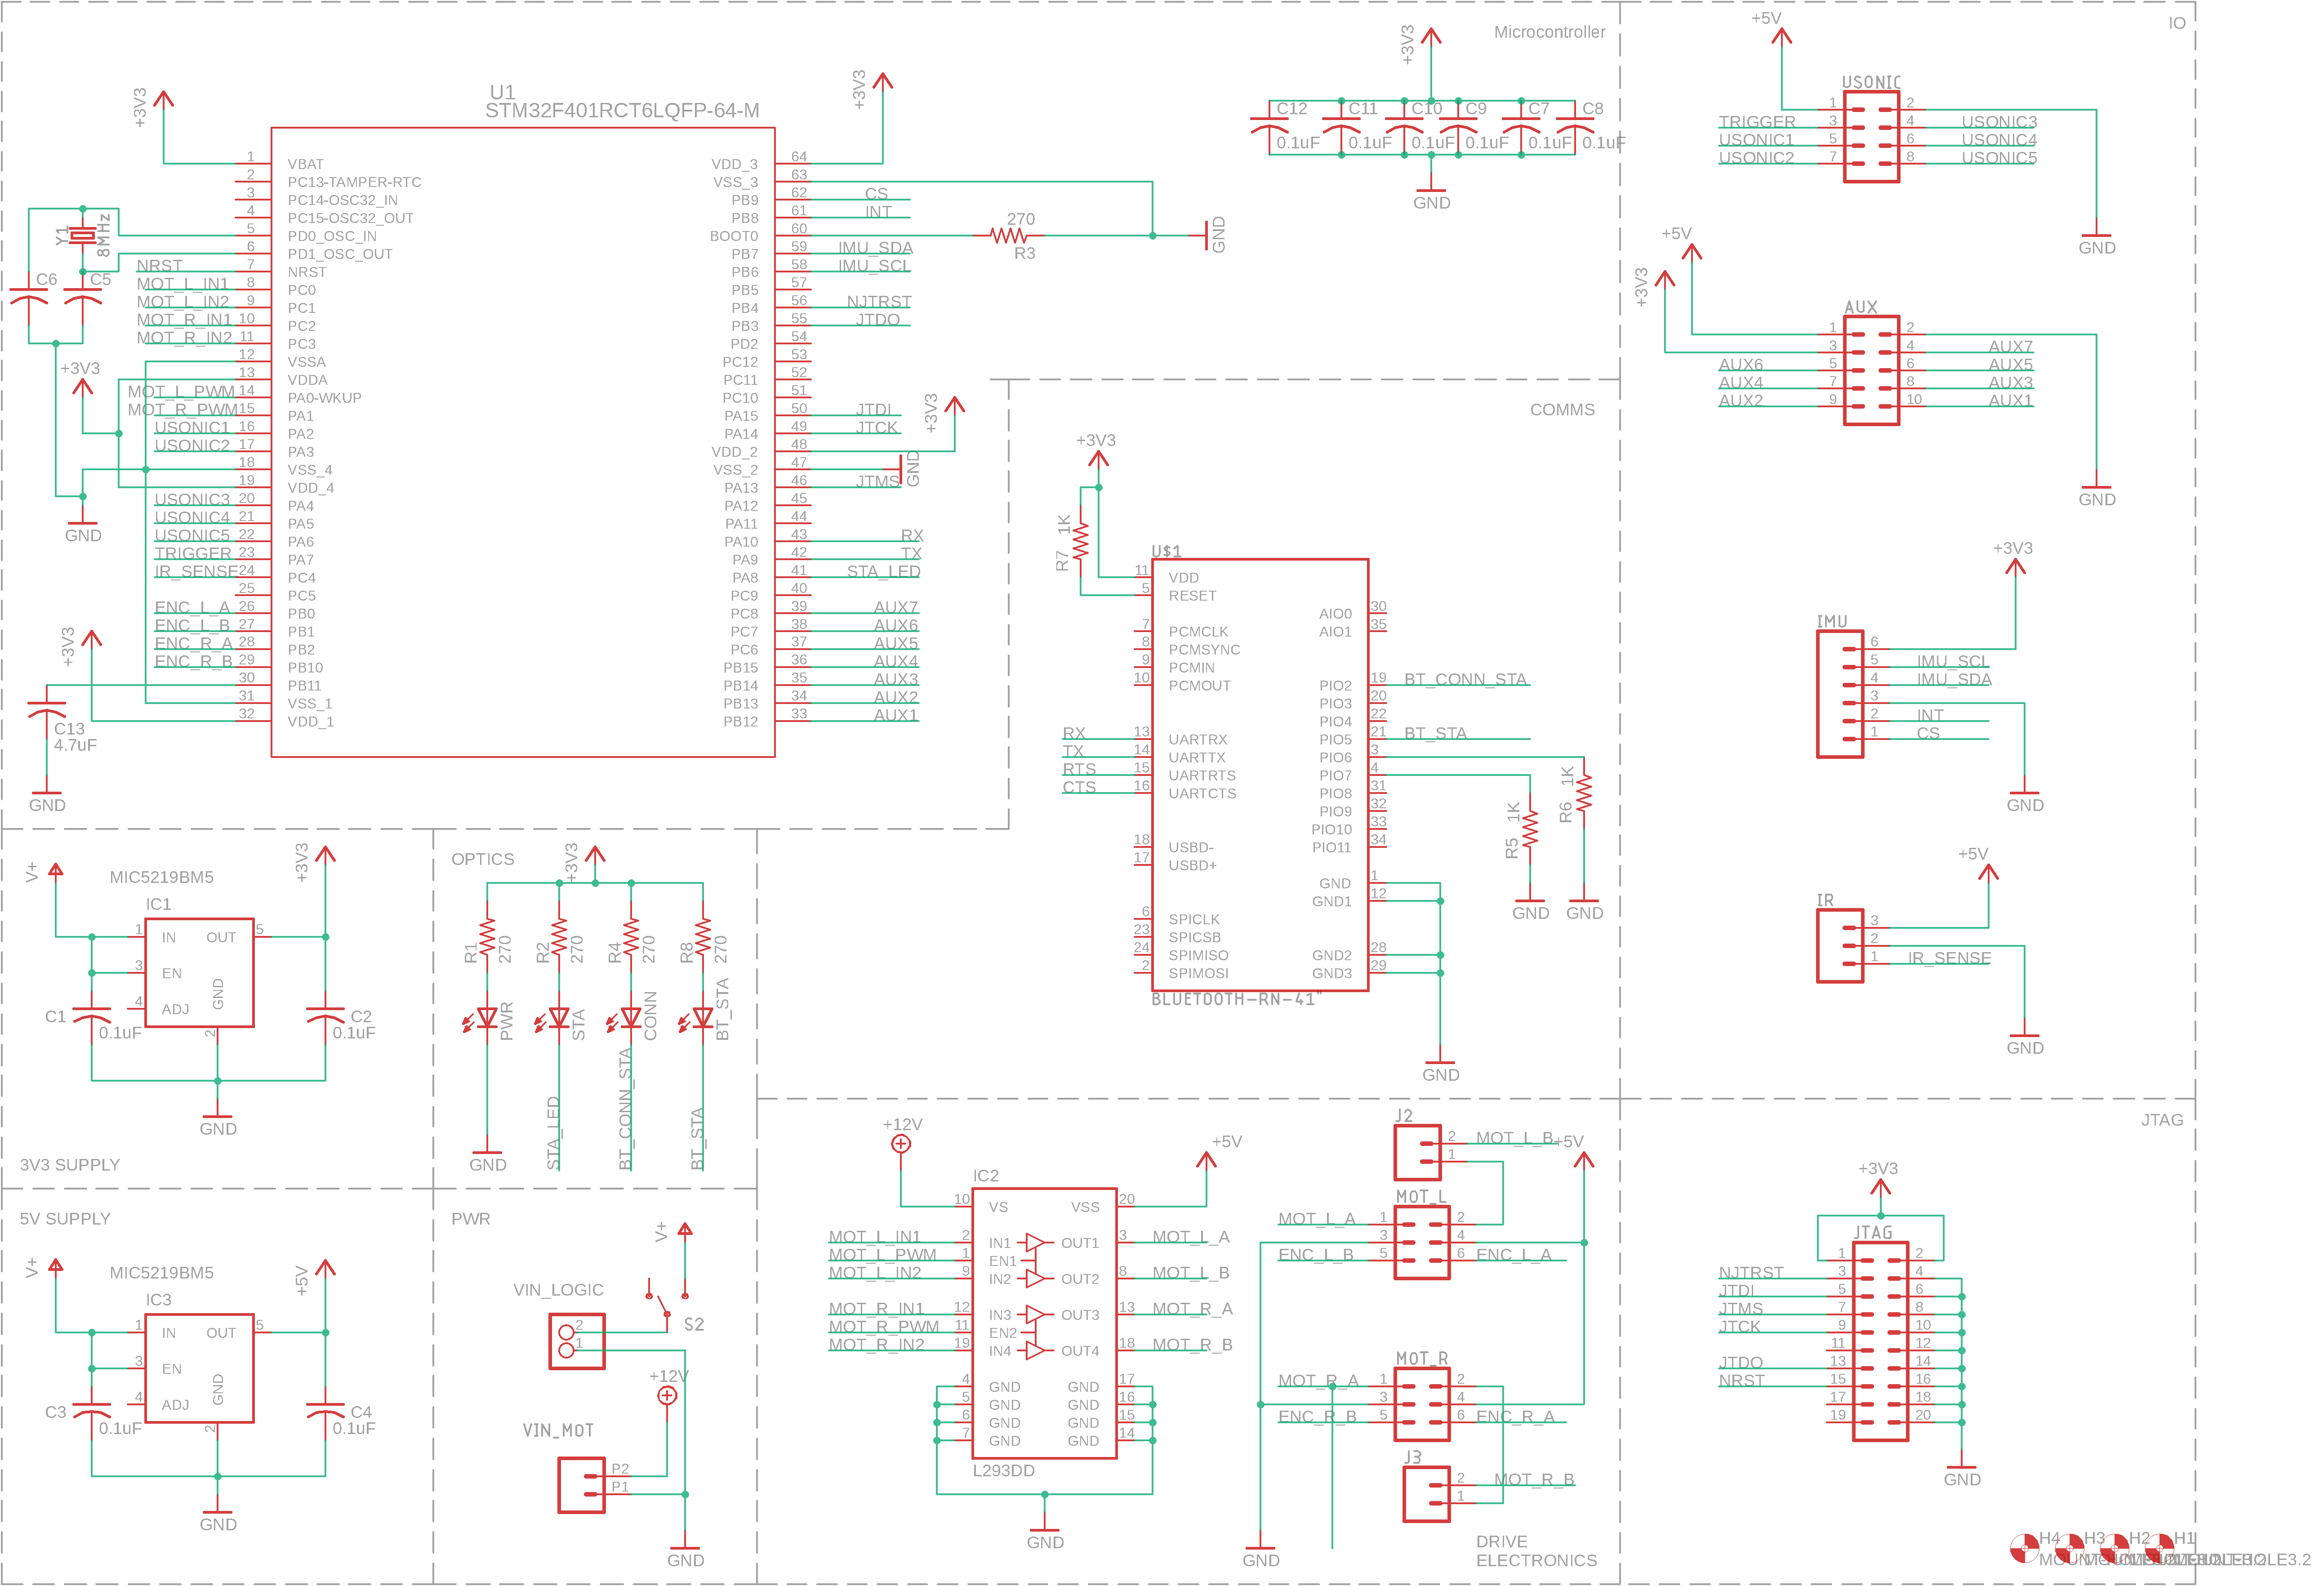 Microcontroller
IO
U1
STM32F401RCT6LQFP-64-M
+3V3
+3V3
+3V3
1 VBAT
2 PC13-TAMPER-RTC
3 PC14-OSC32_IN
4 PC15-OSC32_OUT
5 PD0_OSC_IN
6 PD1_OSC_OUT
NRST 7 NRST
MOT_L_IN1 8 PC0
MOT_L_IN2 9 PC1
MOT_R_IN1 10 PC2
MOT_R_IN2 11 PC3
12 VSSA
13 VDDA
MOT_L_PWM 14 PA0-WKUP
MOT_R_PWM 15 PA1
USONIC1 16 PA2
USONIC2 17 PA3
18 VSS_4
19 VDD_4
USONIC3 20 PA4
USONIC4 21 PA5
USONIC5 22 PA6
TRIGGER 23 PA7
IR_SENSE 24 PC4
25 PC5
ENC_L_A 26 PB0
ENC_L_B 27 PB1
ENC_R_A 28 PB2
ENC_R_B 29 PB10
30 PB11
31 VSS_1
32 VDD_1
VDD_3 64
VSS_3 63
PB9 62 CS
PB8 61 INT
BOOT0 60
PB7 59 IMU_SDA
PB6 58 IMU_SCL
PB5 57
PB4 56 NJTRST
PB3 55 JTDO
PD2 54
PC12 53
PC11 52
PC10 51
PA15 50 JTDI
PA14 49 JTCK
VDD_2 48
VSS_2 47
PA13 46 JTMS
PA12 45
PA11 44
PA10 43 RX
PA9 42 TX
PA8 41 STA_LED
PC9 40
PC8 39 AUX7
PC7 38 AUX6
PC6 37 AUX5
PB15 36 AUX4
PB14 35 AUX3
PB13 34 AUX2
PB12 33 AUX1
Y1
8MHz
C6
C5
+3V3
GND
+3V3
C13
4.7uF
GND
270
R3
GND
+3V3
GND
C12
0.1uF
C11
0.1uF
C10
0.1uF
C9
0.1uF
C7
0.1uF
C8
0.1uF
GND
COMMS
+3V3
R7
1K
U$1
11 VDD
5 RESET
7 PCMCLK
8 PCMSYNC
9 PCMIN
10 PCMOUT
RX 13 UARTRX
TX 14 UARTTX
RTS 15 UARTRTS
CTS 16 UARTCTS
18 USBD-
17 USBD+
6 SPICLK
23 SPICSB
24 SPIMISO
2 SPIMOSI
AIO0 30
AIO1 35
PIO2 19 BT_CONN_STA
PIO3 20
PIO4 22
PIO5 21 BT_STA
PIO6 3
PIO7 4
PIO8 31
PIO9 32
PIO10 33
PIO11 34
GND 1
GND1 12
GND2 28
GND3 29
BLUETOOTH-RN-41"
R5
1K
R6
1K
GND
GND
GND
+5V
USONIC
1 2
TRIGGER 3 4 USONIC3
USONIC1 5 6 USONIC4
USONIC2 7 8 USONIC5
GND
+5V
+3V3
AUX
1 2
3 4 AUX7
AUX6 5 6 AUX5
AUX4 7 8 AUX3
AUX2 9 10 AUX1
GND
+3V3
IMU
6
5 IMU_SCL
4 IMU_SDA
3
2 INT
1 CS
GND
+5V
IR
3
2
1 IR_SENSE
GND
V+
MIC5219BM5
+3V3
IC1
1 IN OUT 5
3 EN
4 ADJ
GND
2
C1
0.1uF
C2
0.1uF
GND
3V3 SUPPLY
OPTICS
+3V3
R1
270
R2
270
R4
270
R8
270
PWR
STA
CONN
BT_STA
GND
STA_LED
BT_CONN_STA
BT_STA
5V SUPPLY
V+
MIC5219BM5
+5V
IC3
1 IN OUT 5
3 EN
4 ADJ
GND
2
C3
0.1uF
C4
0.1uF
GND
PWR
V+
VIN_LOGIC
2
1
S2
+12V
VIN_MOT
P2
P1
GND
+12V
+5V
IC2
10 VS VSS 20
MOT_L_IN1 2 IN1 OUT1 3 MOT_L_A
MOT_L_PWM 1 EN1
MOT_L_IN2 9 IN2 OUT2 8 MOT_L_B
MOT_R_IN1 12 IN3 OUT3 13 MOT_R_A
MOT_R_PWM 11 EN2
MOT_R_IN2 19 IN4 OUT4 18 MOT_R_B
4 GND GND 17
5 GND GND 16
6 GND GND 15
7 GND GND 14
L293DD
GND
J2
2 MOT_L_B
1
+5V
MOT_L
MOT_L_A 1 2
3 4
ENC_L_B 5 6 ENC_L_A
MOT_R
MOT_R_A 1 2
3 4
ENC_R_B 5 6 ENC_R_A
J3
2 MOT_R_B
1
GND
DRIVE
ELECTRONICS
JTAG
+3V3
JTAG
1 2
NJTRST 3 4
JTDI 5 6
JTMS 7 8
JTCK 9 10
11 12
JTDO 13 14
NRST 15 16
17 18
19 20
GND
H4 H3 H2 H1